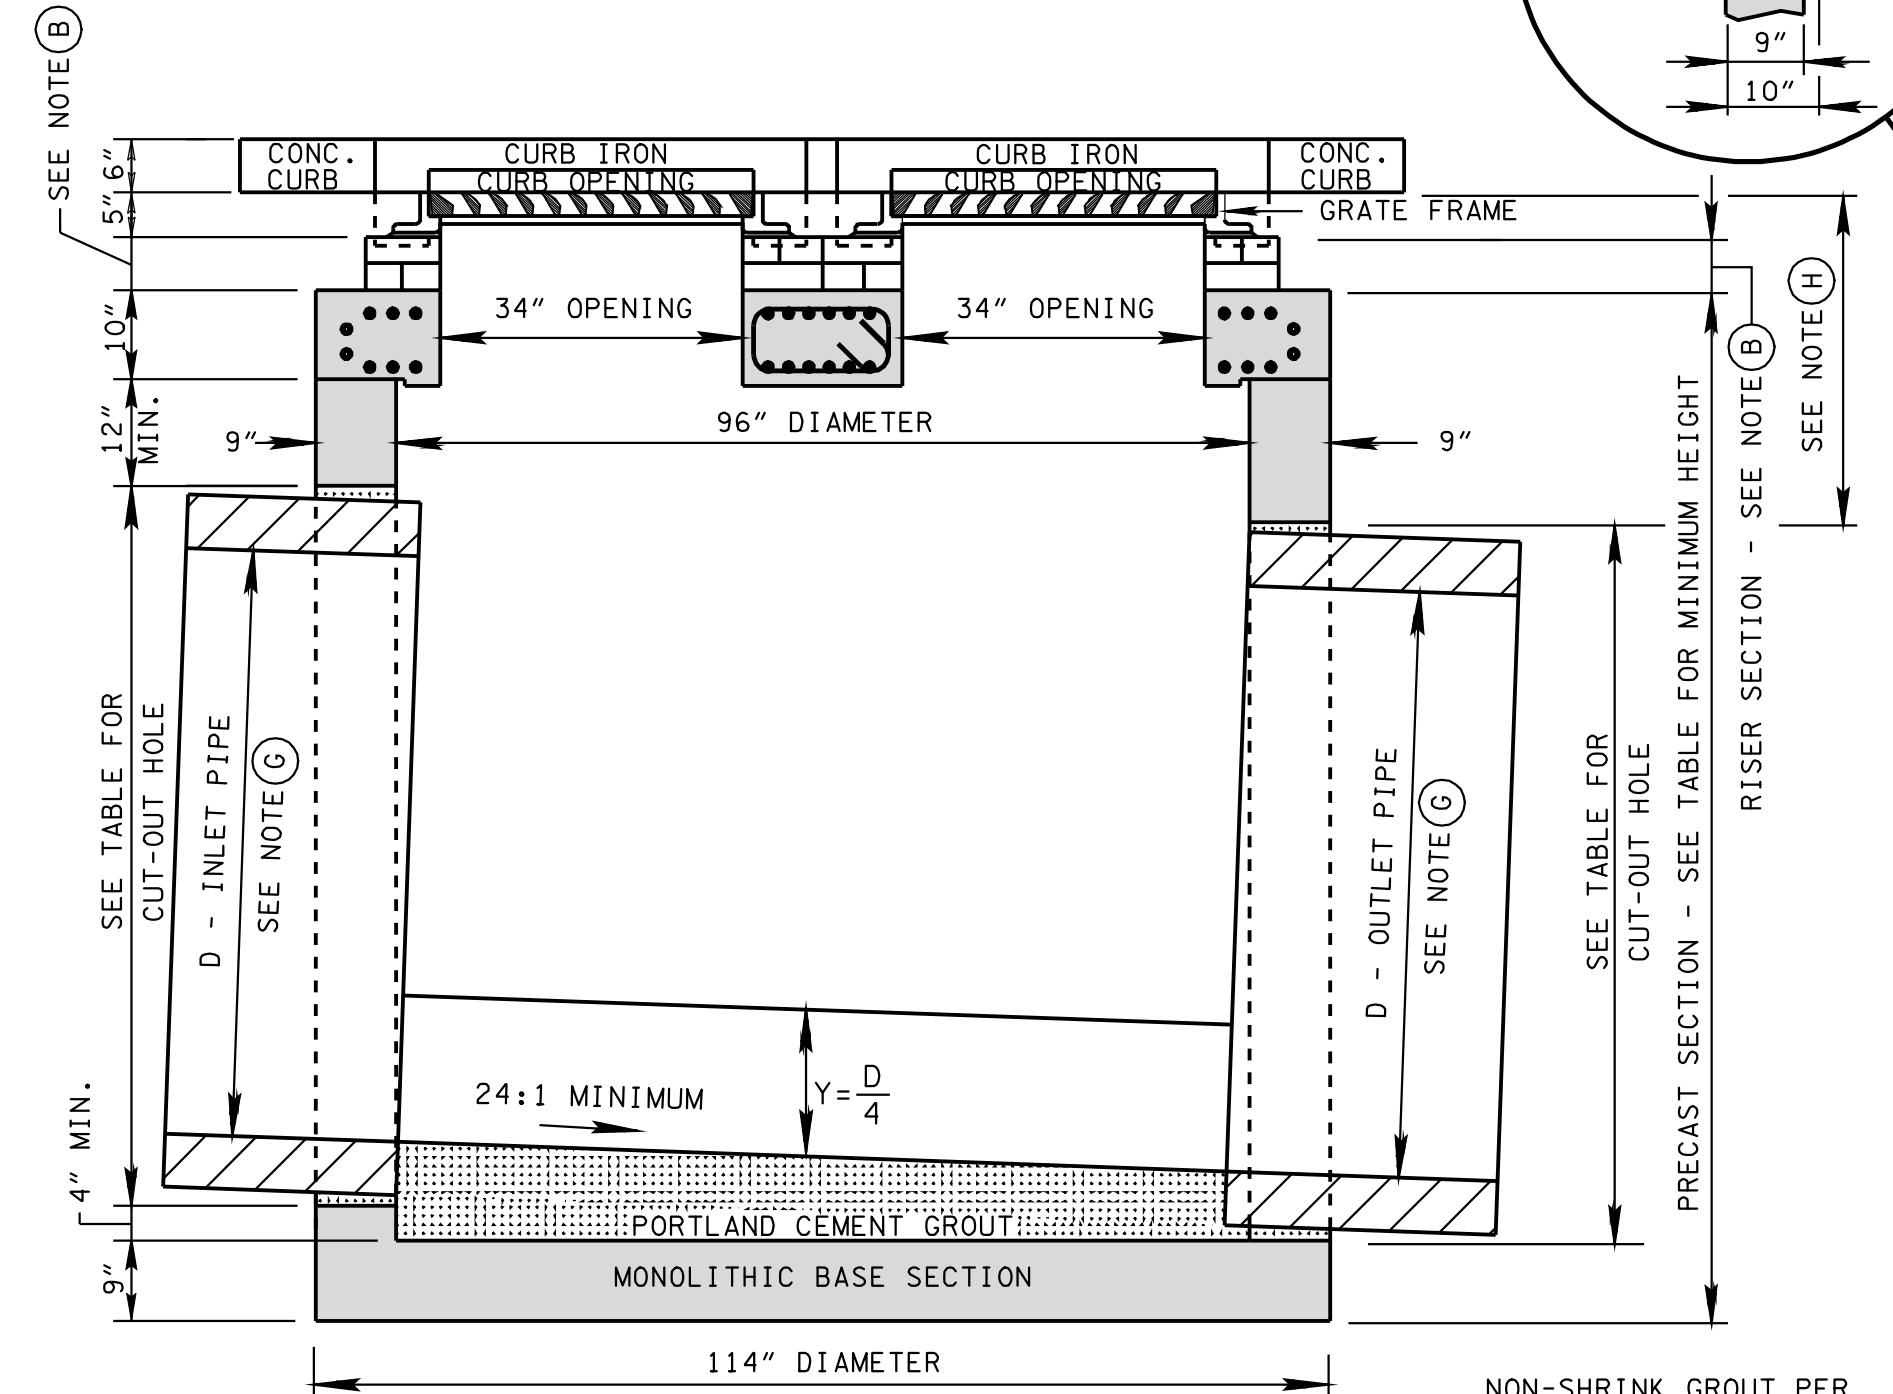 SEE NOTE B
9"
10"
6"
5"
CONC.
CURB
CURB IRON
CURB OPENING
CURB IRON
CURB OPENING
CONC.
CURB
GRATE FRAME
10"
34" OPENING
34" OPENING
12"
MIN.
9"
96" DIAMETER
9"
SEE NOTE H
RISER SECTION - SEE NOTE B
PRECAST SECTION - SEE TABLE FOR MINIMUM HEIGHT
SEE TABLE FOR
CUT-OUT HOLE
D - INLET PIPE
SEE NOTE G
D - OUTLET PIPE
SEE NOTE G
SEE TABLE FOR
CUT-OUT HOLE
4" MIN.
24:1 MINIMUM
Y=D/4
PORTLAND CEMENT GROUT
9"
MONOLITHIC BASE SECTION
114" DIAMETER
NON-SHRINK GROUT PER